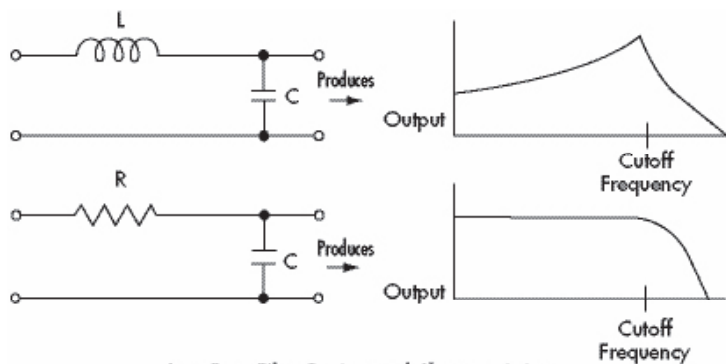 L
C
Produces
Output
Cutoff
Frequency
R
C
Produces
Output
Cutoff
Frequency